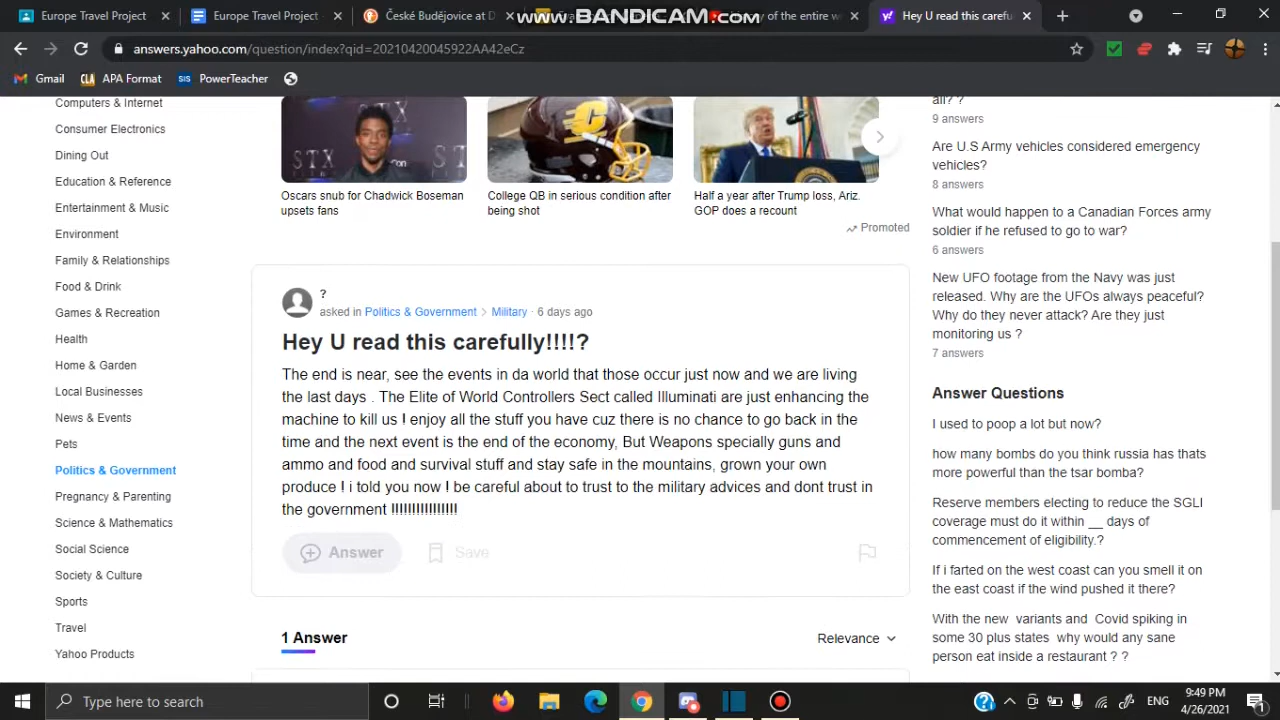 Europe Travel Project
Europe Travel Project
České Budějovice at D
www.BANDICAM.com
y of the entire w
Hey U read this carefu
answers.yahoo.com/question/index?qid=20210420045922AA42eCz
Gmail
CLA APA Format
SIS PowerTeacher
Computers & Internet
Consumer Electronics
Dining Out
Education & Reference
Entertainment & Music
Environment
Family & Relationships
Food & Drink
Games & Recreation
Health
Home & Garden
Local Businesses
News & Events
Pets
Politics & Government
Pregnancy & Parenting
Science & Mathematics
Social Science
Society & Culture
Sports
Travel
Yahoo Products
STX
STX
ST
Oscars snub for Chadwick Boseman
upsets fans
College QB in serious condition after
being shot
Half a year after Trump loss, Ariz.
GOP does a recount
Promoted
?
asked in Politics & Government > Military · 6 days ago
Hey U read this carefully!!!!?
The end is near, see the events in da world that those occur just now and we are living
the last days . The Elite of World Controllers Sect called Illuminati are just enhancing the
machine to kill us ! enjoy all the stuff you have cuz there is no chance to go back in the
time and the next event is the end of the economy, But Weapons specially guns and
ammo and food and survival stuff and stay safe in the mountains, grown your own
produce ! i told you now ! be careful about to trust to the military advices and dont trust in
the government !!!!!!!!!!!!!!!!
Answer
Save
1 Answer
Relevance
all? ?
9 answers
Are U.S Army vehicles considered emergency
vehicles?
8 answers
What would happen to a Canadian Forces army
soldier if he refused to go to war?
6 answers
New UFO footage from the Navy was just
released. Why are the UFOs always peaceful?
Why do they never attack? Are they just
monitoring us ?
7 answers
Answer Questions
I used to poop a lot but now?
how many bombs do you think russia has thats
more powerful than the tsar bomba?
Reserve members electing to reduce the SGLI
coverage must do it within __ days of
commencement of eligibility.?
If i farted on the west coast can you smell it on
the east coast if the wind pushed it there?
With the new  variants and  Covid spiking in
some 30 plus states  why would any sane
person eat inside a restaurant ? ?
Type here to search
ENG
9:49 PM
4/26/2021
1